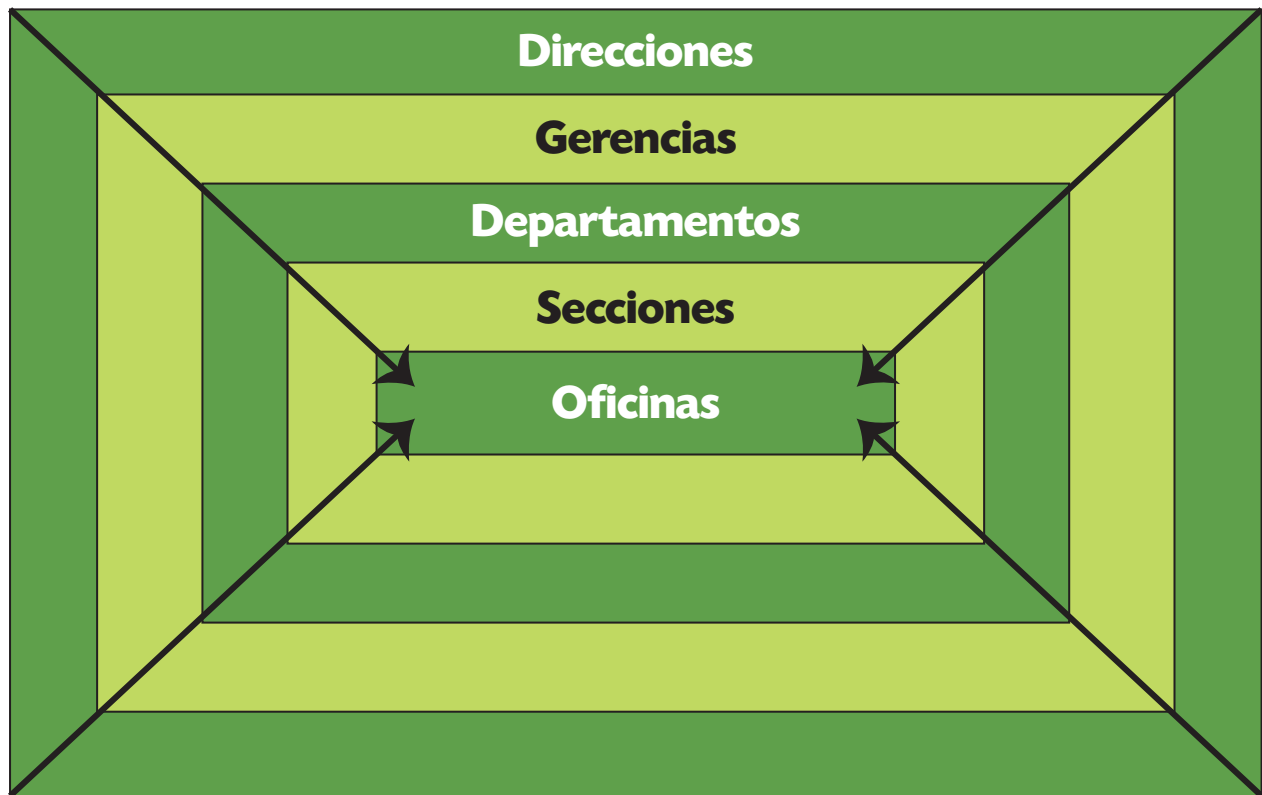 Direcciones
Gerencias
Departamentos
Secciones
Oficinas